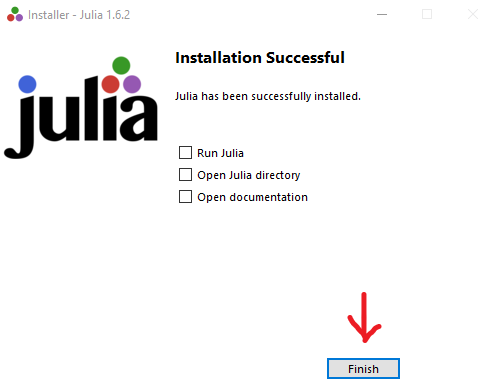 Installer - Julia 1.6.2
Installation Successful
julia
Julia has been successfully installed.
Run Julia
Open Julia directory
Open documentation
Finish